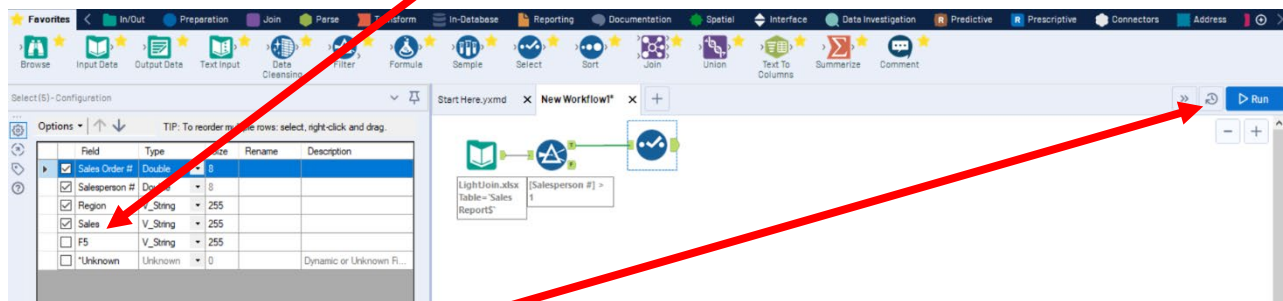 Favorites In/Out Preparation Join Parse Transform In-Database Reporting Documentation Spatial Interface Data Investigation Predictive Prescriptive Connectors Address
Browse Input Data Output Data Text Input Data Cleansing Filter Formula Sample Select Sort Join Union Text To Columns Summarize Comment
Select (5) - Configuration
Start Here.yxmd New Workflow1*
Run
Options TIP: To reorder multiple rows: select, right-click and drag.
Field Type Size Rename Description
Sales Order # Double 8
Salesperson # Double 8
Region V_String 255
Sales V_String 255
F5 V_String 255
*Unknown Unknown 0 Dynamic or Unknown Fi...
LightJoin.xlsx
Table=`Sales
Report$`
[Salesperson #] >
1